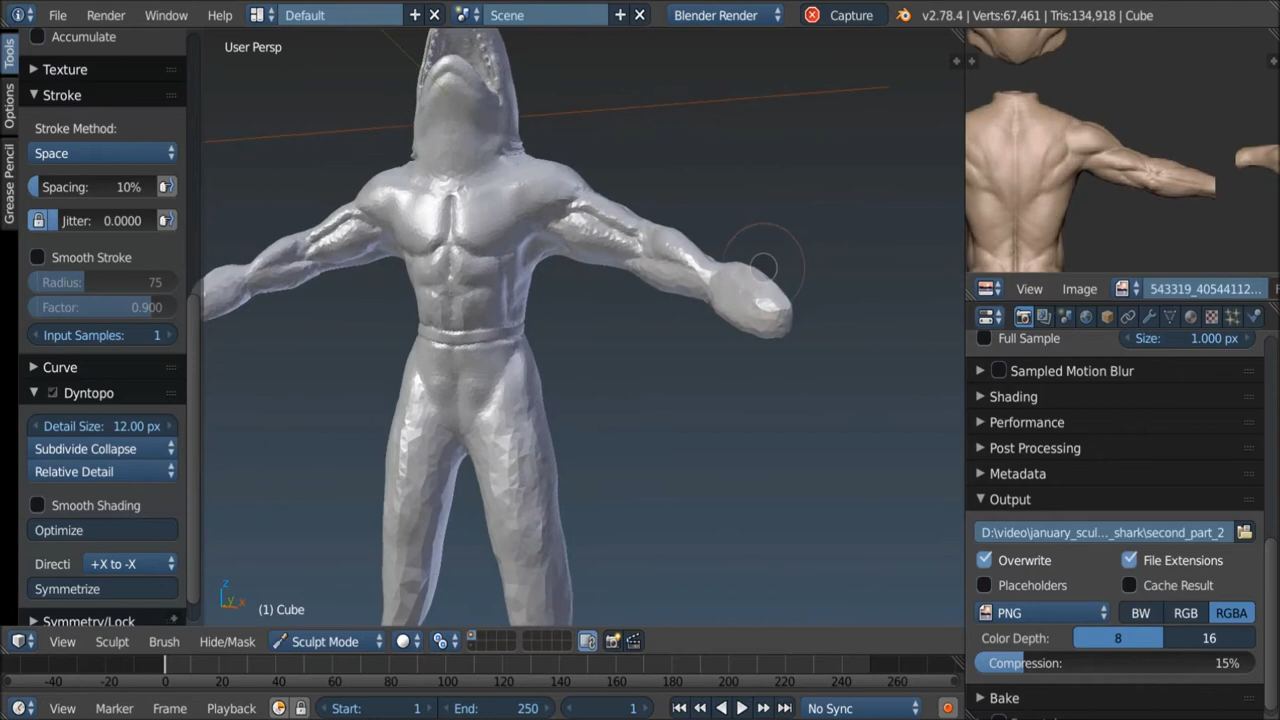 File Render Window Help Default Scene Blender Render Capture v2.78.4 | Verts:67,461 | Tris:134,918 | Cube
Tools
Options
Grease Pencil
Accumulate
Texture
Stroke
Stroke Method:
Space
Spacing: 10%
Jitter: 0.0000
Smooth Stroke
Radius: 75
Factor: 0.900
Input Samples: 1
Curve
Dyntopo
Detail Size: 12.00 px
Subdivide Collapse
Relative Detail
Smooth Shading
Optimize
Directi +X to -X
Symmetrize
Symmetry/Lock
User Persp
z
y x
(1) Cube
View Image 543319_40544112...
Full Sample Size: 1.000 px
Sampled Motion Blur
Shading
Performance
Post Processing
Metadata
Output
D:\video\january_scul..._shark\second_part_2
Overwrite File Extensions
Placeholders Cache Result
PNG BW RGB RGBA
Color Depth: 8 16
Compression: 15%
Bake
View Sculpt Brush Hide/Mask Sculpt Mode
-40 -20 0 20 40 60 80 100 120 140 160 180 200 220 240 260
View Marker Frame Playback Start: 1 End: 250 1 No Sync